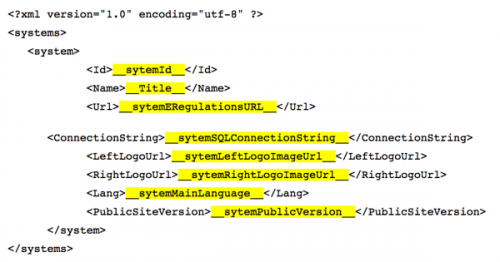 <?xml version="1.0" encoding="utf-8" ?>
<systems>
<system>
<Id>__sytemId__</Id>
<Name>__Title__</Name>
<Url>__sytemERegulationsURL__</Url>
<ConnectionString>__sytemSQLConnectionString__</ConnectionString>
<LeftLogoUrl>__sytemLeftLogoImageUrl__</LeftLogoUrl>
<RightLogoUrl>__sytemRightLogoImageUrl__</RightLogoUrl>
<Lang>__sytemMainLanguage__</Lang>
<PublicSiteVersion>__sytemPublicVersion__</PublicSiteVersion>
</system>
</systems>